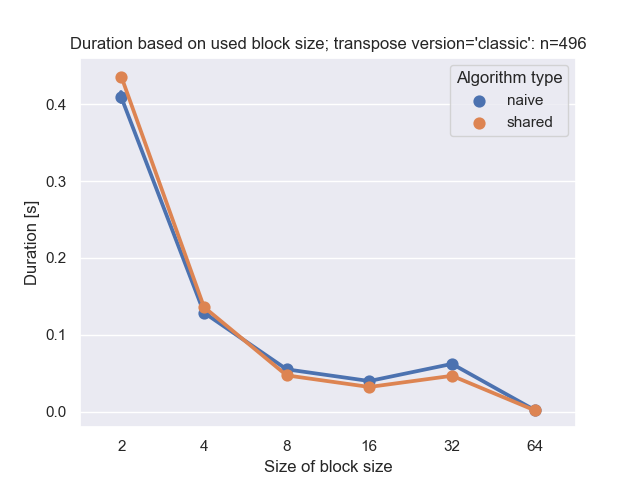 Duration based on used block size; transpose version='classic': n=496
Algorithm type
naive
shared
Duration [s]
0.4
0.3
0.2
0.1
0.0
2 4 8 16 32 64
Size of block size